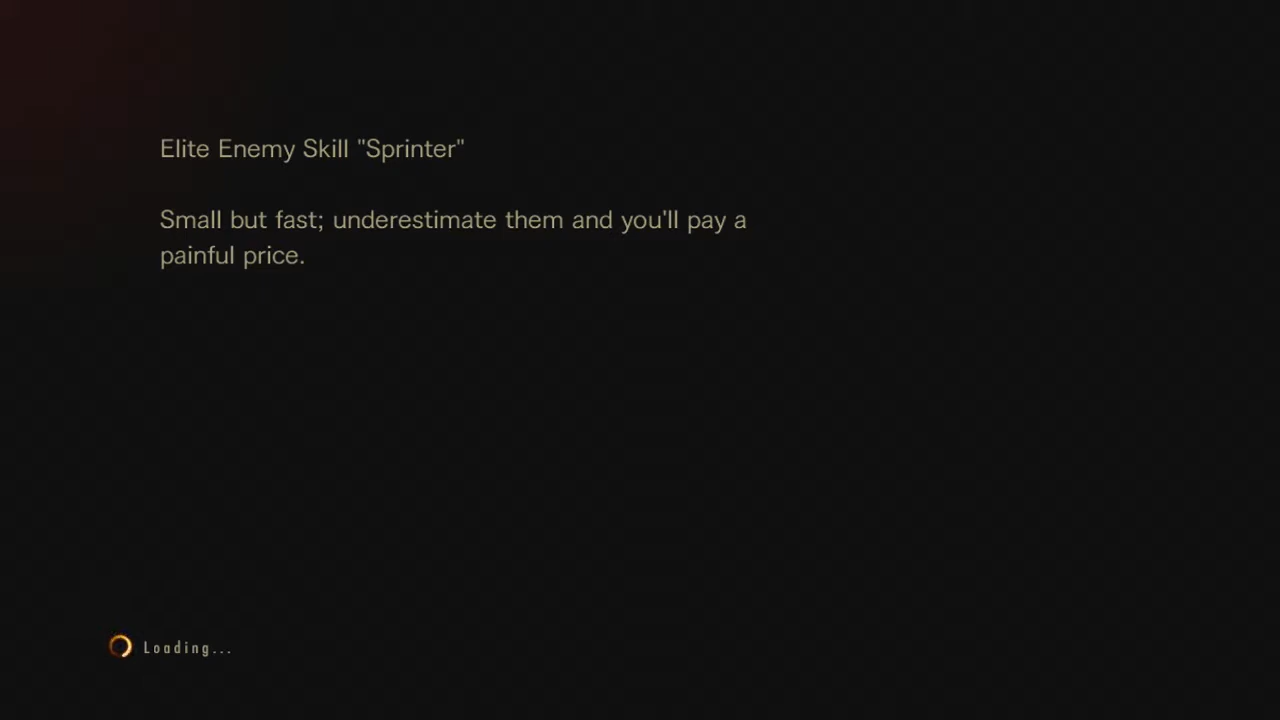 Elite Enemy Skill "Sprinter"
Small but fast; underestimate them and you'll pay a
painful price.
Loading...